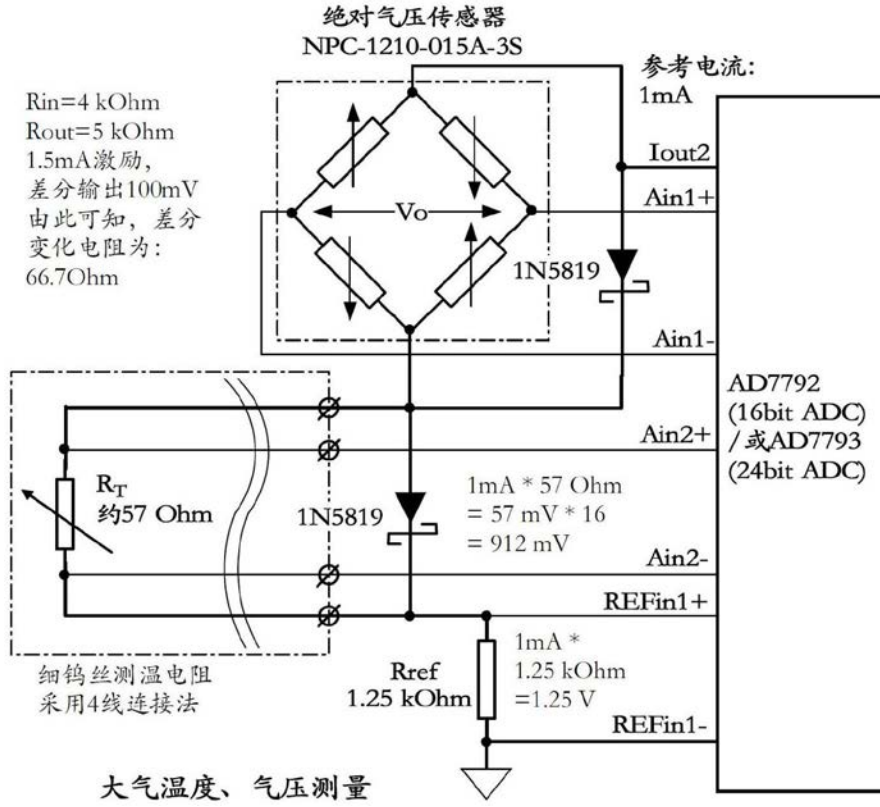 绝对气压传感器
NPC-1210-015A-3S
参考电流:
1mA
Rin=4 kOhm
Rout=5 kOhm
1.5mA激励,
差分输出100mV
由此可知，差分
变化电阻为:
66.7Ohm
Vo
Iout2
Ain1+
1N5819
Ain1-
AD7792
(16bit ADC)
/或AD7793
(24bit ADC)
Ain2+
RT
约57 Ohm
1N5819
1mA * 57 Ohm
= 57 mV * 16
= 912 mV
Ain2-
REFin1+
细钨丝测温电阻
采用4线连接法
Rref
1.25 kOhm
1mA *
1.25 kOhm
=1.25 V
REFin1-
大气温度、气压测量